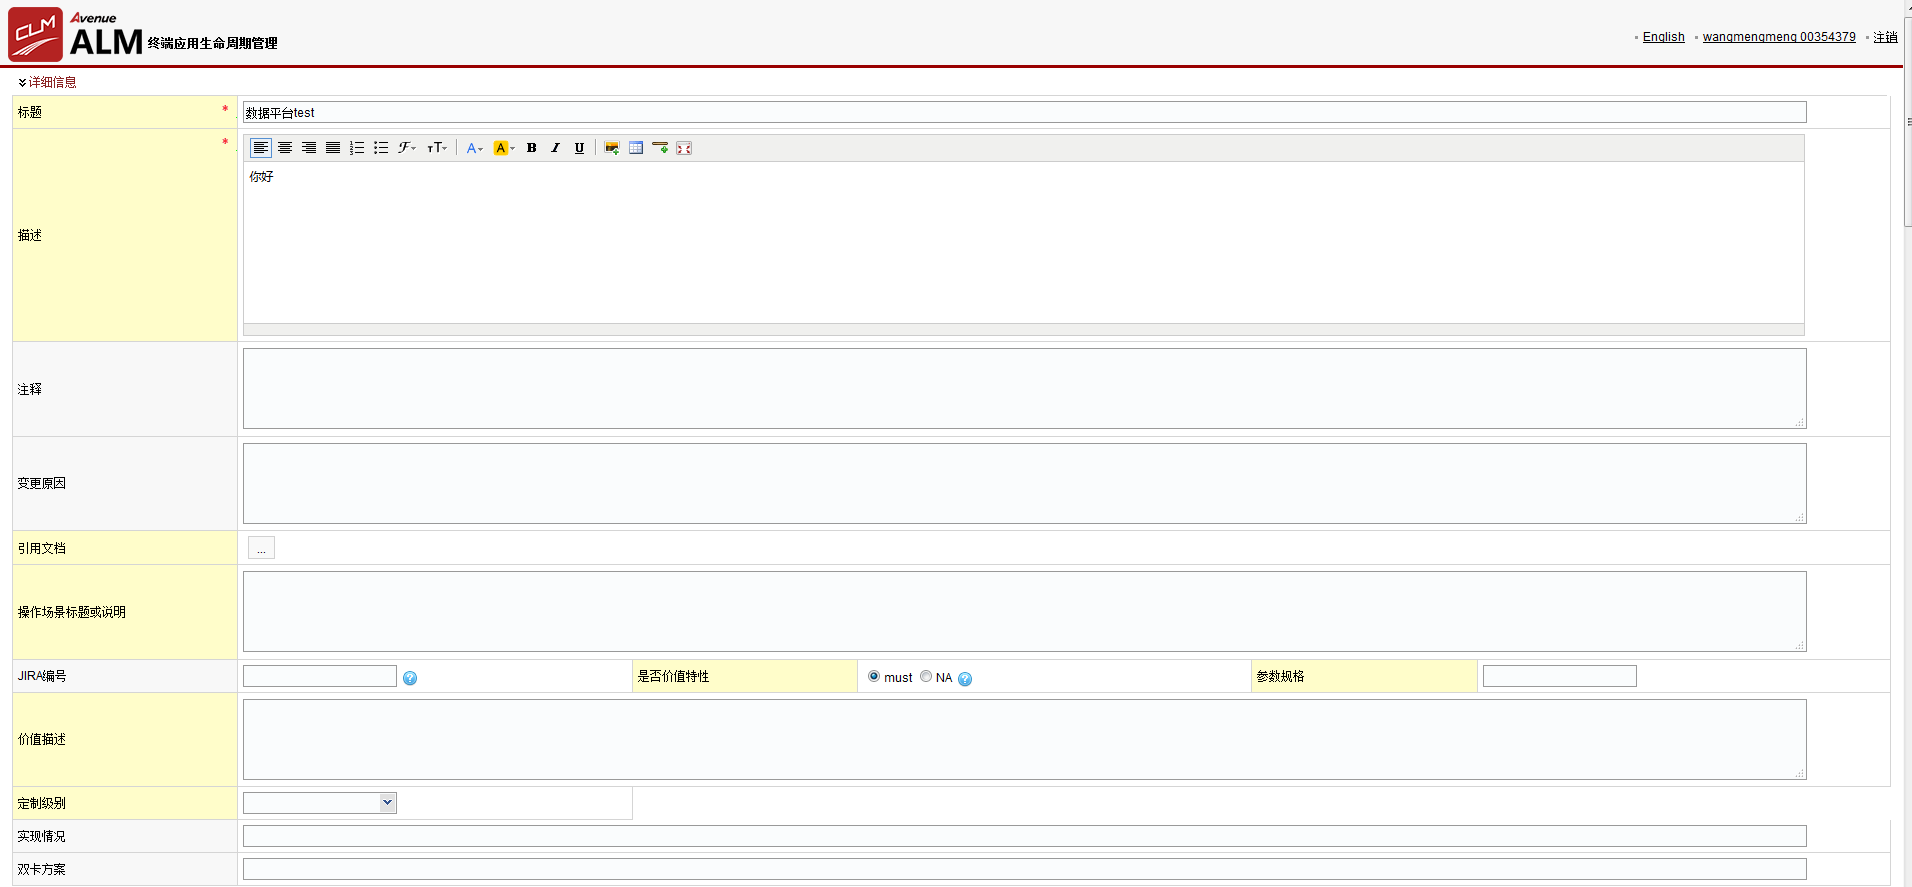 CLM Avenue
ALM 终端应用生命周期管理
English wangmengmeng 00354379 注销
详细信息
标题 * 数据平台test
*
描述
你好
注释
变更原因
引用文档 ...
操作场景标题或说明
JIRA编号 是否价值特性 must NA 参数规格
价值描述
定制级别
实现情况
双卡方案